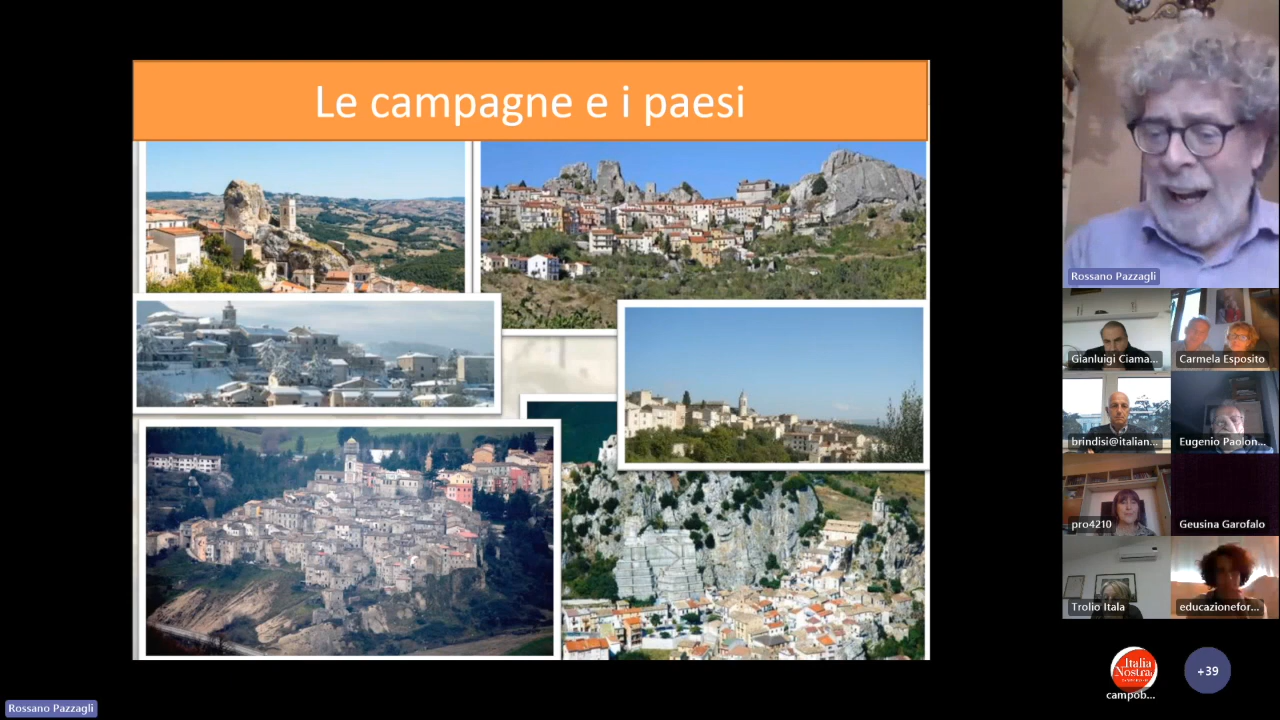 Le campagne e i paesi
Rossano Pazzagli
Gianluigi Ciama...
Carmela Esposito
brindisi@italian...
Eugenio Paolon...
pro4210
Geusina Garofalo
Trolio Itala
educazionefor...
Italia
Nostra
campob...
+39
Rossano Pazzagli